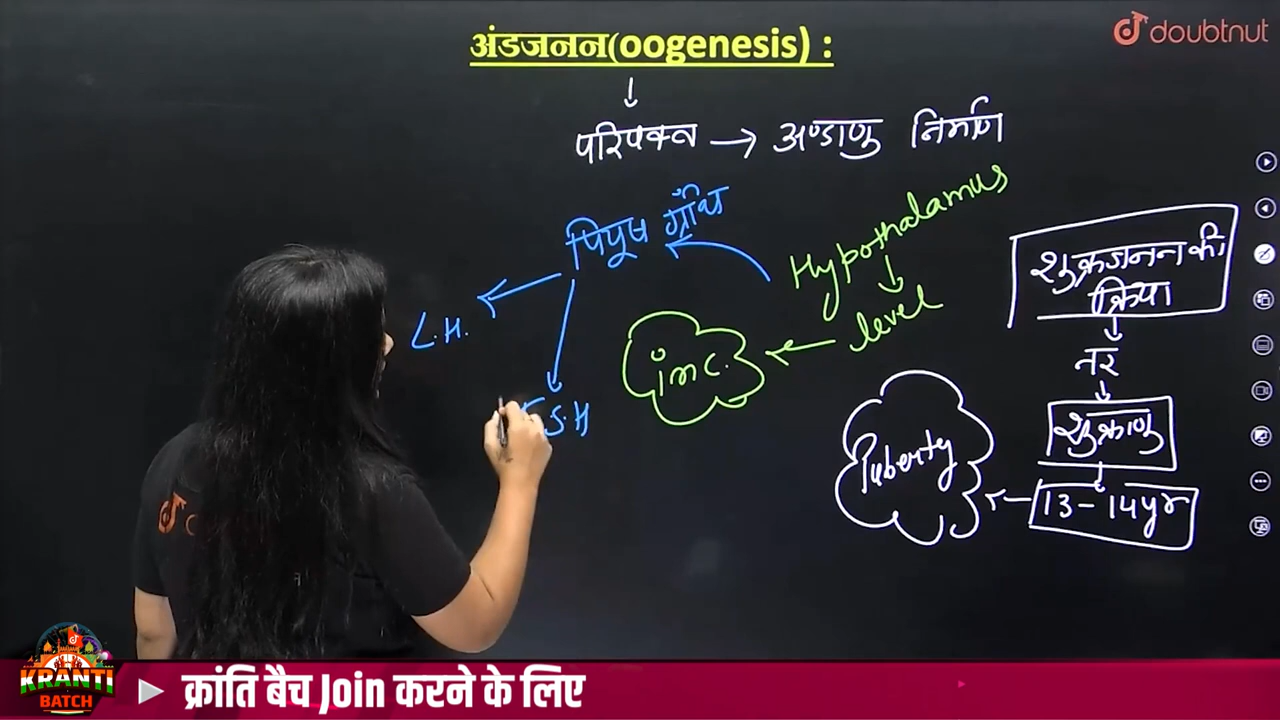 अंडजनन(oogenesis) :
doubtnut
परिपक्व → अण्डाणु निर्माण
पियूष ग्रंथि
Hypothalamus
level
inc.
L.H.
F.S.H
शुक्रजनन की
क्रिया
नर
शुक्राणु
13-14yr
Puberty
KRANTI
BATCH
क्रांति बैच Join करने के लिए